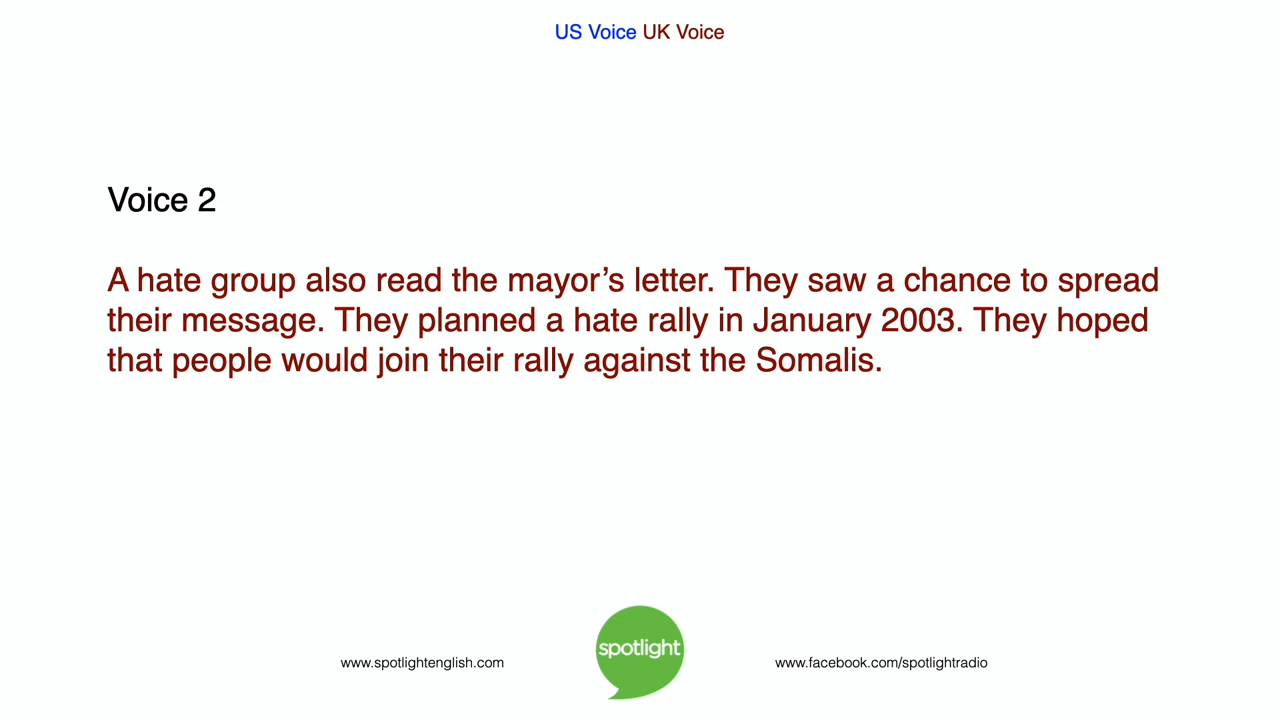 US Voice UK Voice
Voice 2
A hate group also read the mayor’s letter. They saw a chance to spread
their message. They planned a hate rally in January 2003. They hoped
that people would join their rally against the Somalis.
spotlight
www.spotlightenglish.com
www.facebook.com/spotlightradio